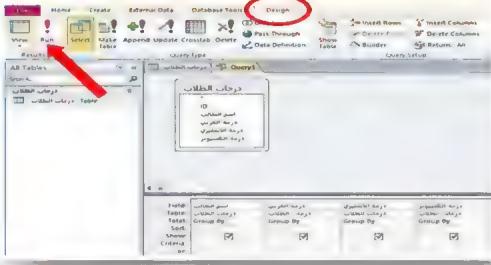 Home Create External Data Database Tools Design
View Run Select Make Table Append Update Crosstab Delete
Pass Through
Data Definition
Show Table
Insert Rows
Builder
Insert Columns
Delete Columns
Return: All
Results Query Type Query Setup
All Tables
درجات الطلاب
درجات الطلاب : Table
درجات الطلاب Query1
درجات الطلاب
*
ID
اسم الطالب
درجة العربي
درجة الانجليزي
درجة الكمبيوتر
Field: اسم الطالب درجة العربي درجة الانجليزي درجة الكمبيوتر
Table: درجات الطلاب درجات الطلاب درجات الطلاب درجات الطلاب
Total: Group By Group By Group By Group By
Sort:
Show:
Criteria:
or: